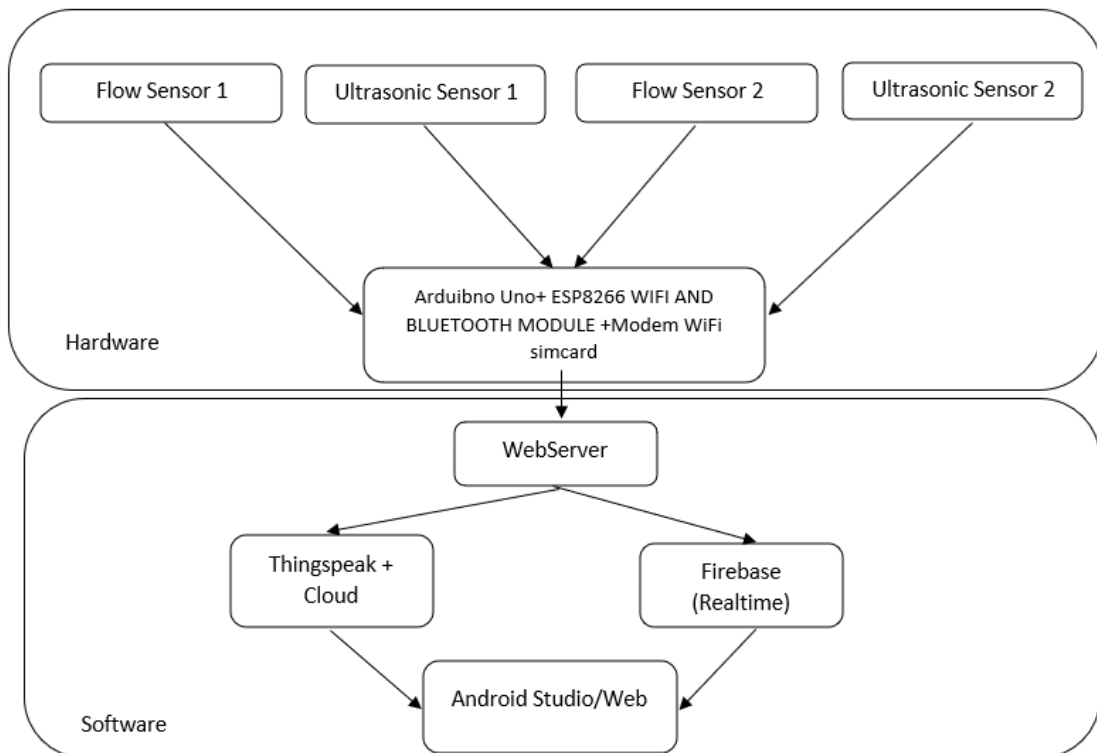 Flow Sensor 1
Ultrasonic Sensor 1
Flow Sensor 2
Ultrasonic Sensor 2
Arduibno Uno+ ESP8266 WIFI AND
BLUETOOTH MODULE +Modem WiFi
simcard
Hardware
WebServer
Thingspeak +
Cloud
Firebase
(Realtime)
Android Studio/Web
Software